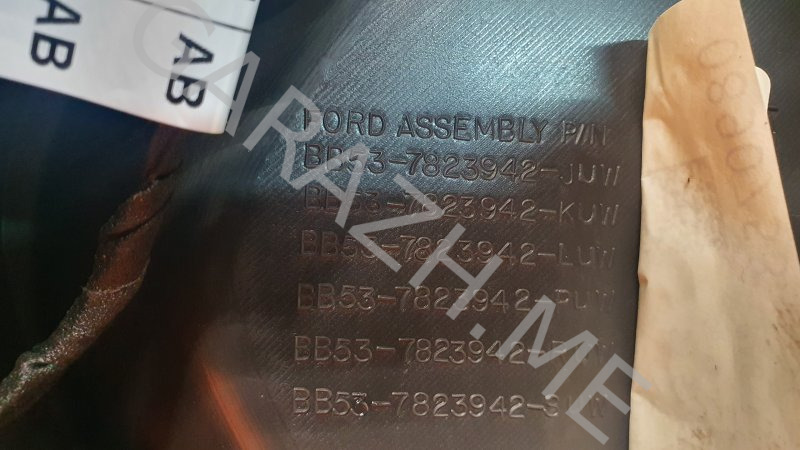 AB
AB
FORD ASSEMBLY P/N
BB53-7823942-JUW
BB53-7823942-KUW
BB53-7823942-LUW
BB53-7823942-PUW
BB53-7823942-
BB53-7823942-
CARAZH.ME